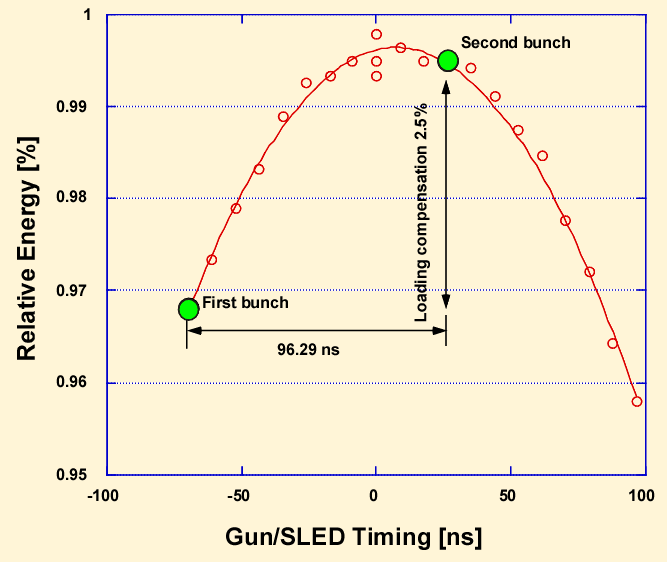 1
0.99
0.98
0.97
0.96
0.95
-100
-50
0
50
100
Relative Energy [%]
Gun/SLED Timing [ns]
Second bunch
Loading compensation 2.5%
First bunch
96.29 ns